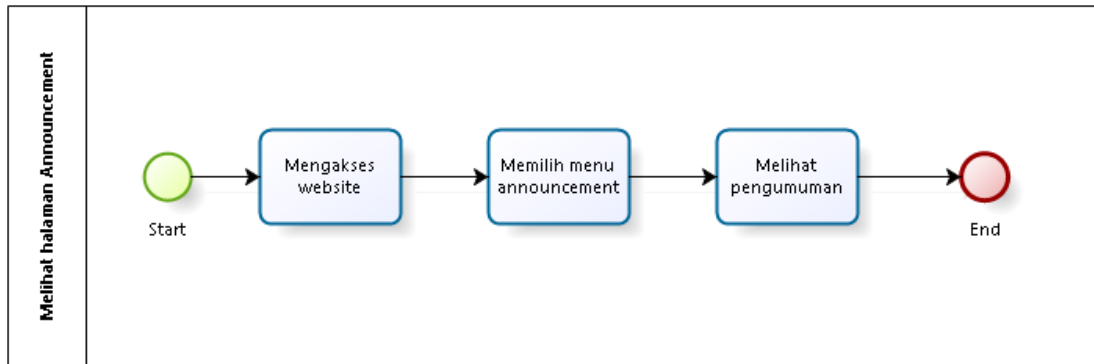 Melihat halaman Announcement
Start
Mengakses
website
Memilih menu
announcement
Melihat
pengumuman
End